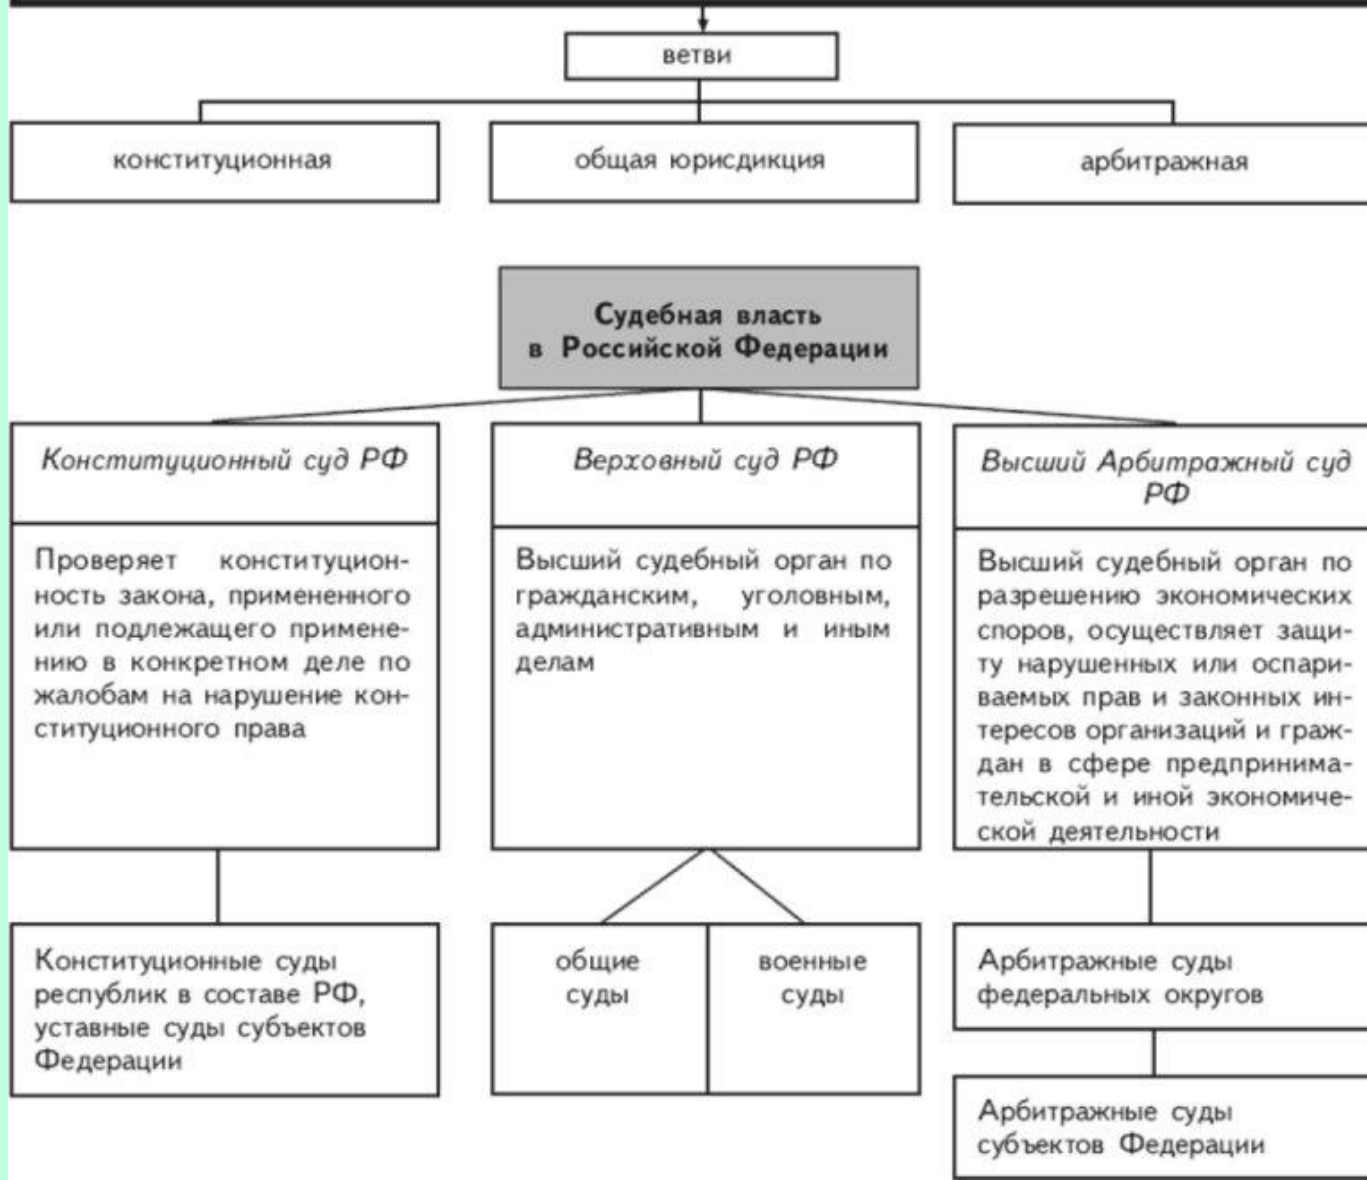 ветви
конституционная
общая юрисдикция
арбитражная
Судебная власть
в Российской Федерации
Конституционный суд РФ
Проверяет конституцион-
ность закона, примененного
или подлежащего примене-
нию в конкретном деле по
жалобам на нарушение кон-
ституционного права
Верховный суд РФ
Высший судебный орган по
гражданским, уголовным,
административным и иным
делам
Высший Арбитражный суд
РФ
Высший судебный орган по
разрешению экономических
споров, осуществляет защи-
ту нарушенных или оспари-
ваемых прав и законных ин-
тересов организаций и граж-
дан в сфере предпринима-
тельской и иной экономиче-
ской деятельности
Конституционные суды
республик в составе РФ,
уставные суды субъектов
Федерации
общие
суды
военные
суды
Арбитражные суды
федеральных округов
Арбитражные суды
субъектов Федерации